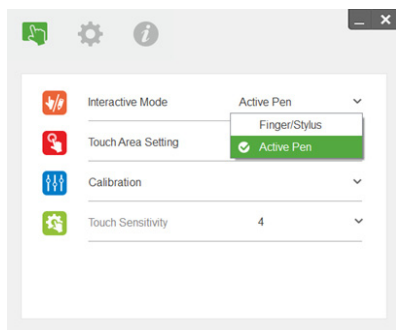 Interactive Mode Active Pen
Finger/Stylus
Touch Area Setting
Active Pen
Calibration
Touch Sensitivity 4